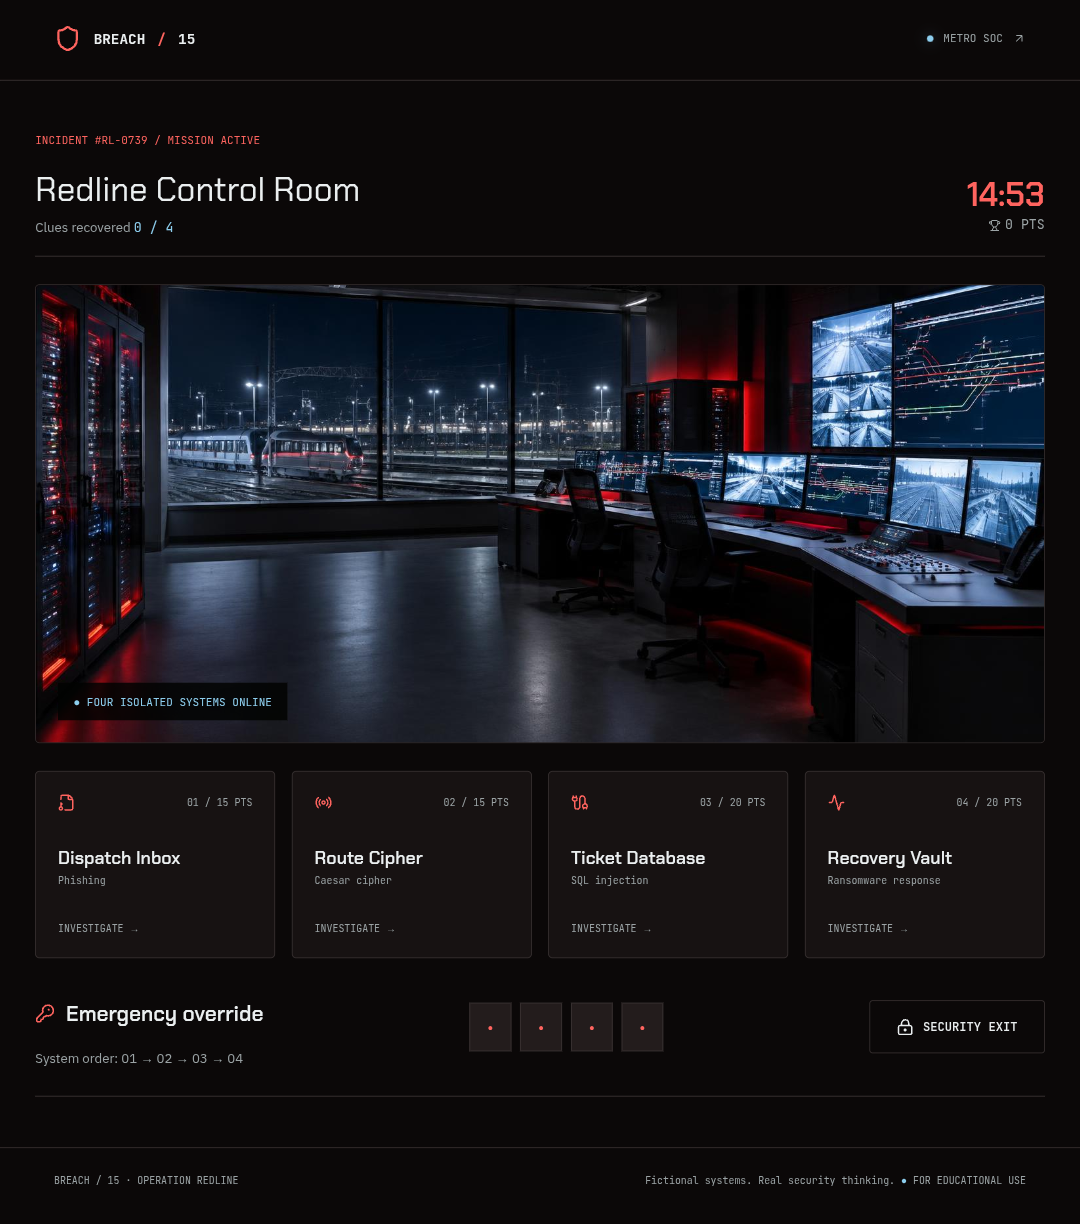 BREACH / 15
METRO SOC
INCIDENT #RL-0739 / MISSION ACTIVE
Redline Control Room
14:53
Clues recovered 0 / 4
0 PTS
FOUR ISOLATED SYSTEMS ONLINE
01 / 15 PTS
Dispatch Inbox
Phishing
INVESTIGATE →
02 / 15 PTS
Route Cipher
Caesar cipher
INVESTIGATE →
03 / 20 PTS
Ticket Database
SQL injection
INVESTIGATE →
04 / 20 PTS
Recovery Vault
Ransomware response
INVESTIGATE →
Emergency override
System order: 01 → 02 → 03 → 04
SECURITY EXIT
BREACH / 15 · OPERATION REDLINE
Fictional systems. Real security thinking. ● FOR EDUCATIONAL USE